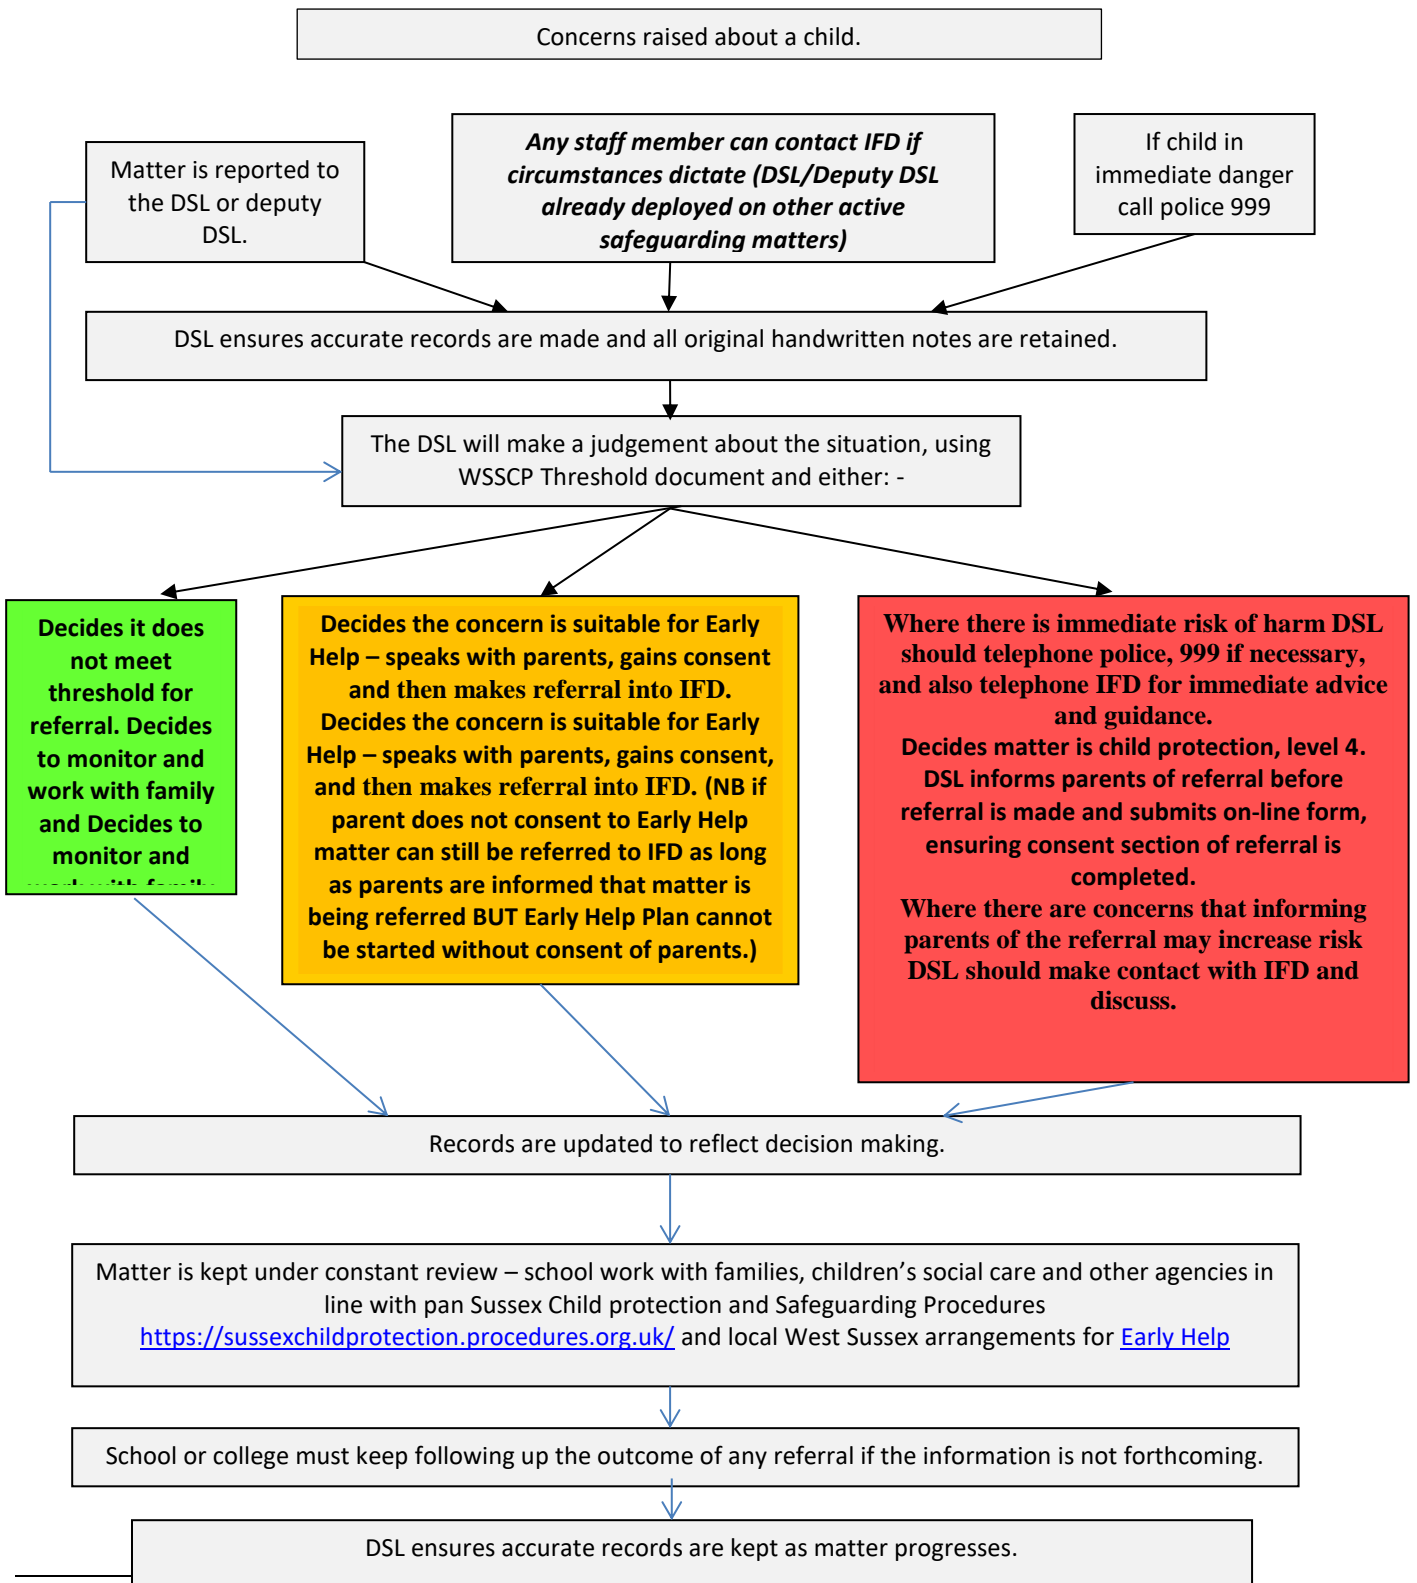 Concerns raised about a child.
Matter is reported to
the DSL or deputy
DSL.
Any staff member can contact IFD if
circumstances dictate (DSL/Deputy DSL
already deployed on other active
safeguarding matters)
If child in
immediate danger
call police 999
DSL ensures accurate records are made and all original handwritten notes are retained.
The DSL will make a judgement about the situation, using
WSSCP Threshold document and either: -
Decides it does
not meet
threshold for
referral. Decides
to monitor and
work with family
and Decides to
monitor and
work with family
Decides the concern is suitable for Early
Help – speaks with parents, gains consent
and then makes referral into IFD.
Decides the concern is suitable for Early
Help – speaks with parents, gains consent,
and then makes referral into IFD. (NB if
parent does not consent to Early Help
matter can still be referred to IFD as long
as parents are informed that matter is
being referred BUT Early Help Plan cannot
be started without consent of parents.)
Where there is immediate risk of harm DSL
should telephone police, 999 if necessary,
and also telephone IFD for immediate advice
and guidance.
Decides matter is child protection, level 4.
DSL informs parents of referral before
referral is made and submits on-line form,
ensuring consent section of referral is
completed.
Where there are concerns that informing
parents of the referral may increase risk
DSL should make contact with IFD and
discuss.
Records are updated to reflect decision making.
Matter is kept under constant review – school work with families, children’s social care and other agencies in
line with pan Sussex Child protection and Safeguarding Procedures
https://sussexchildprotection.procedures.org.uk/ and local West Sussex arrangements for Early Help
School or college must keep following up the outcome of any referral if the information is not forthcoming.
DSL ensures accurate records are kept as matter progresses.